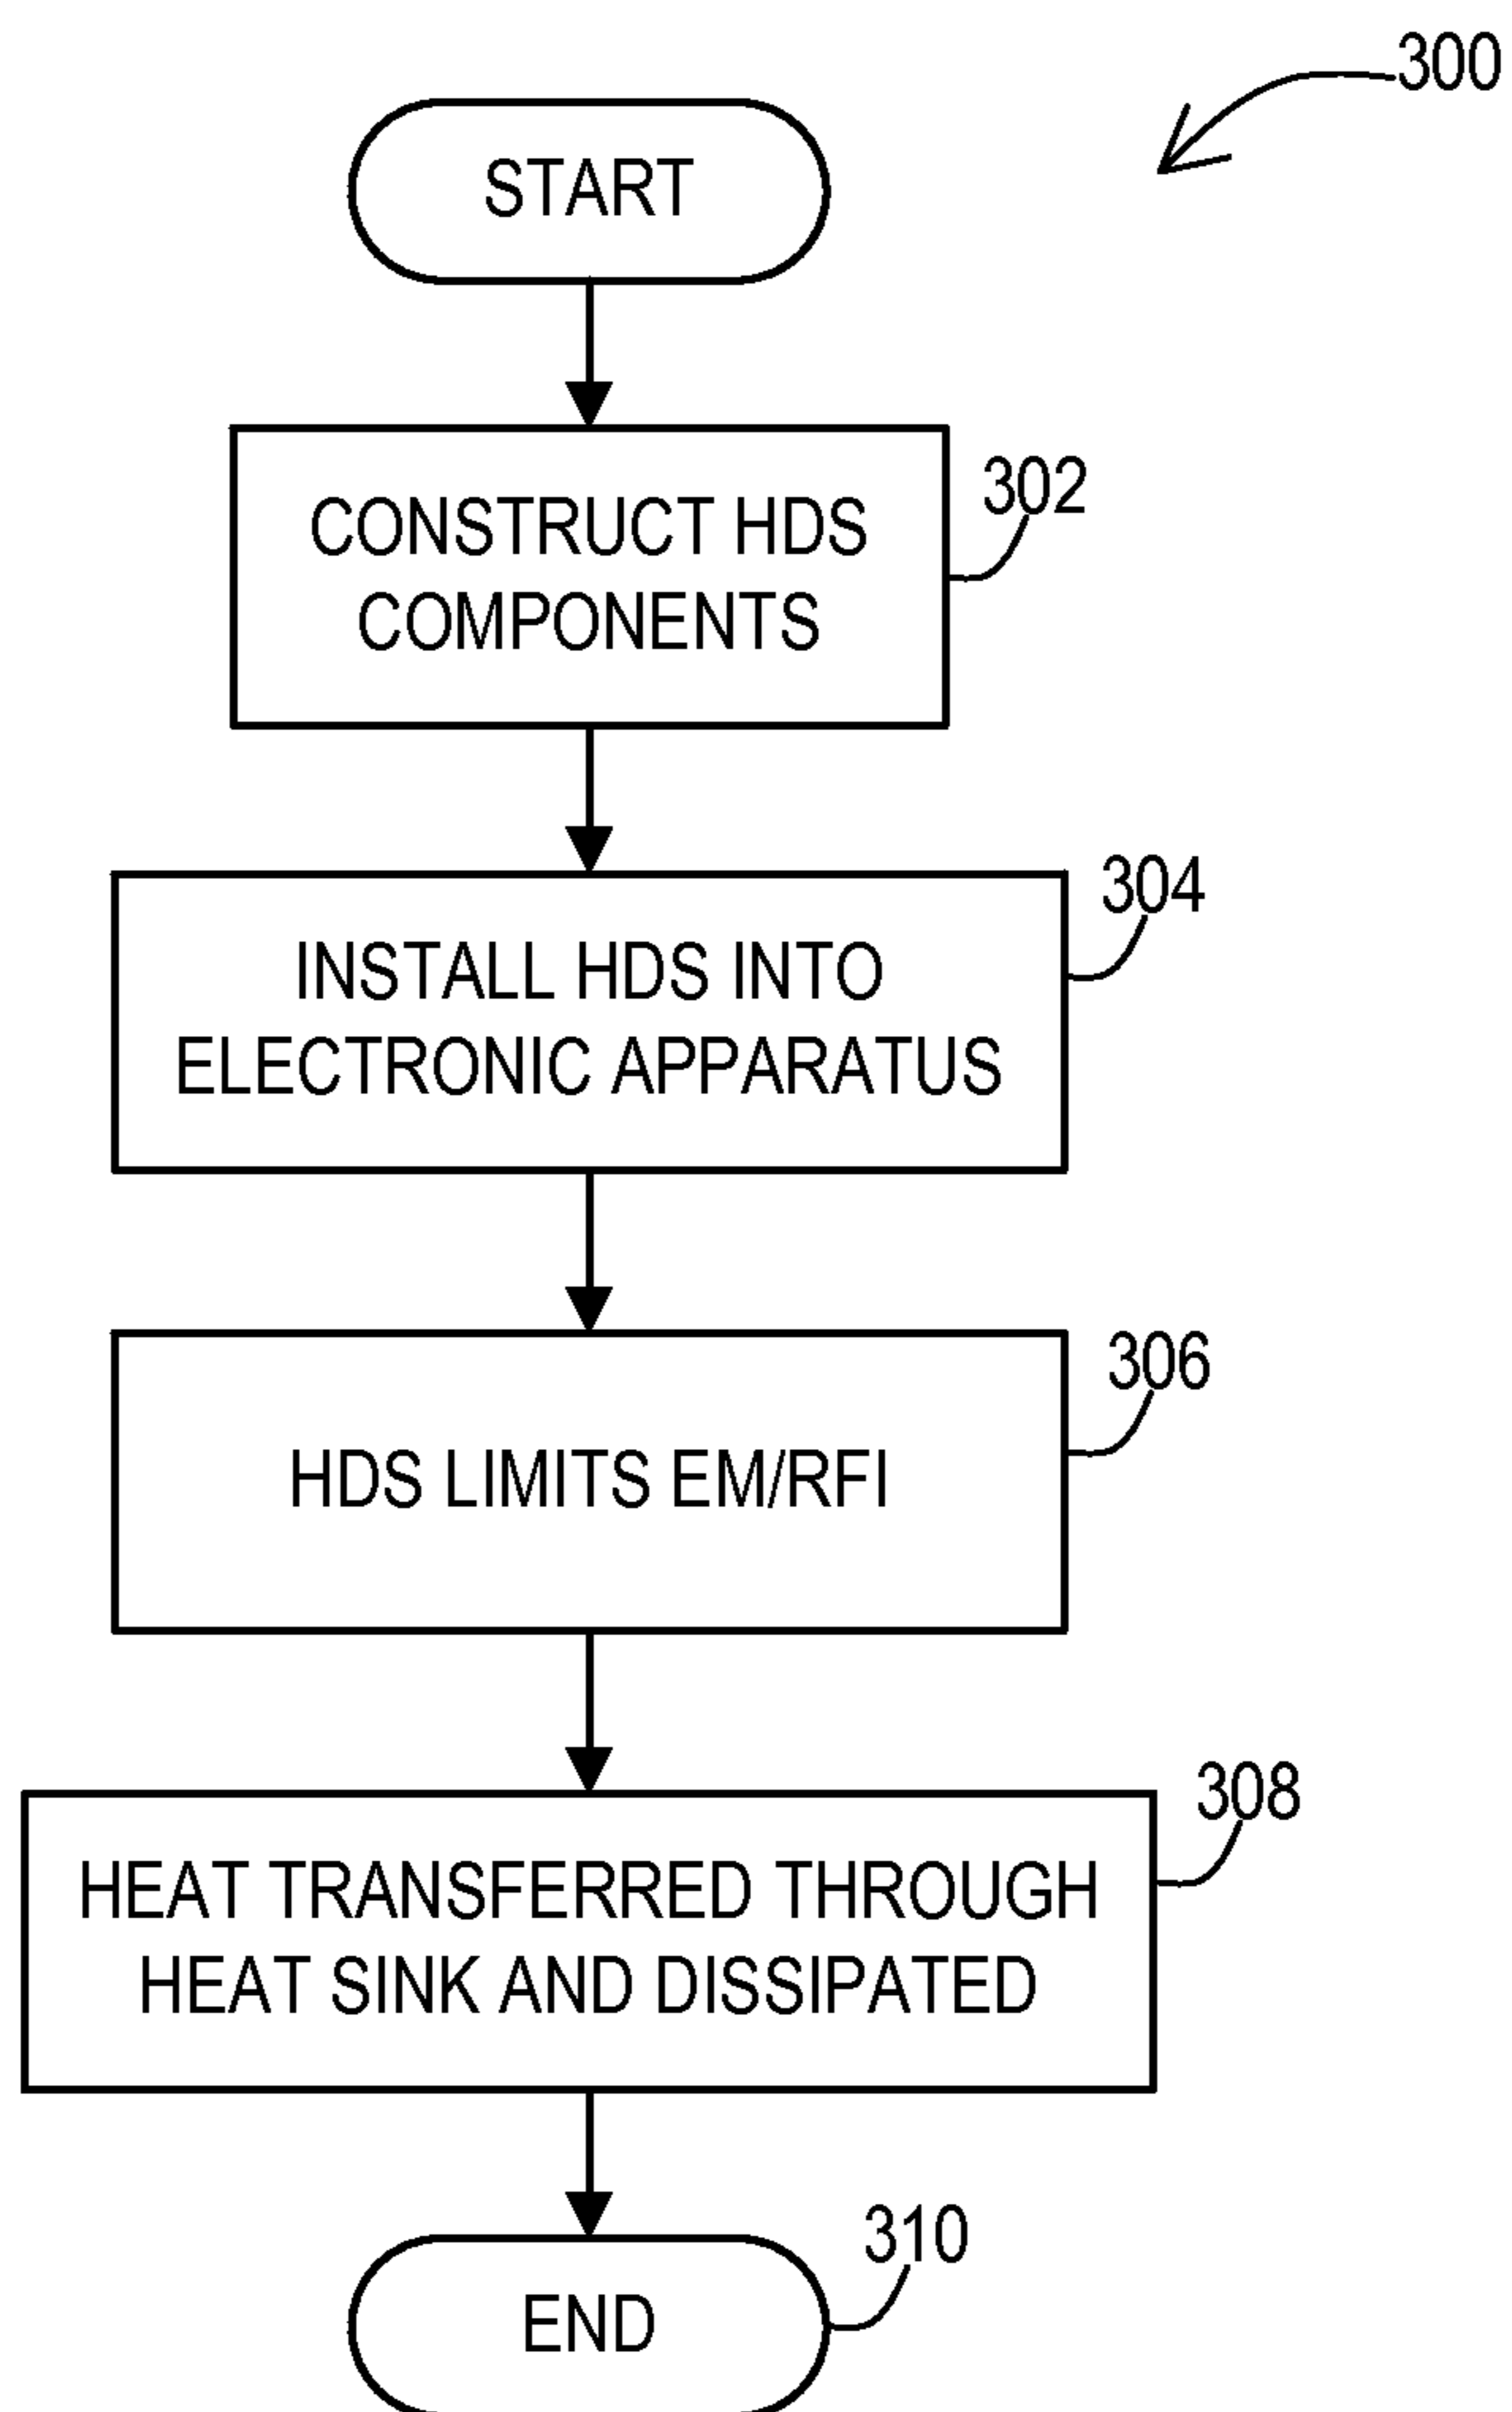 300
START
302
CONSTRUCT HDS
COMPONENTS
304
INSTALL HDS INTO
ELECTRONIC APPARATUS
306
HDS LIMITS EM/RFI
308
HEAT TRANSFERRED THROUGH
HEAT SINK AND DISSIPATED
310
END